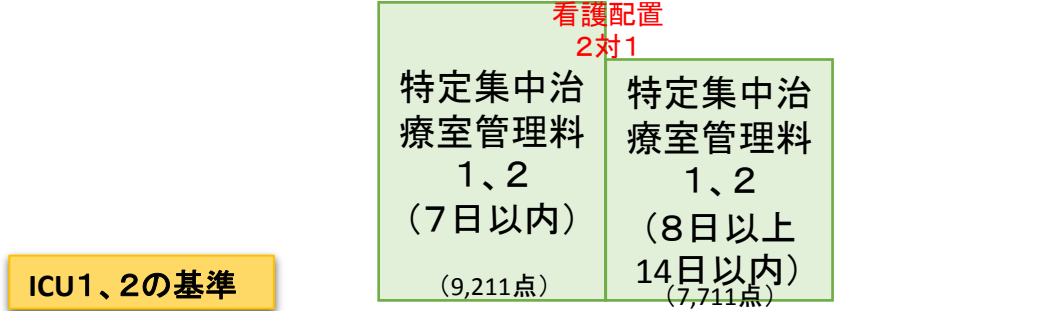 看護配置
２対１
特定集中治
療室管理料
１、２
（７日以内）
（9,211点）
特定集中治
療室管理料
１、２
（８日以上
14日以内）
（7,711点）
ICU１、２の基準